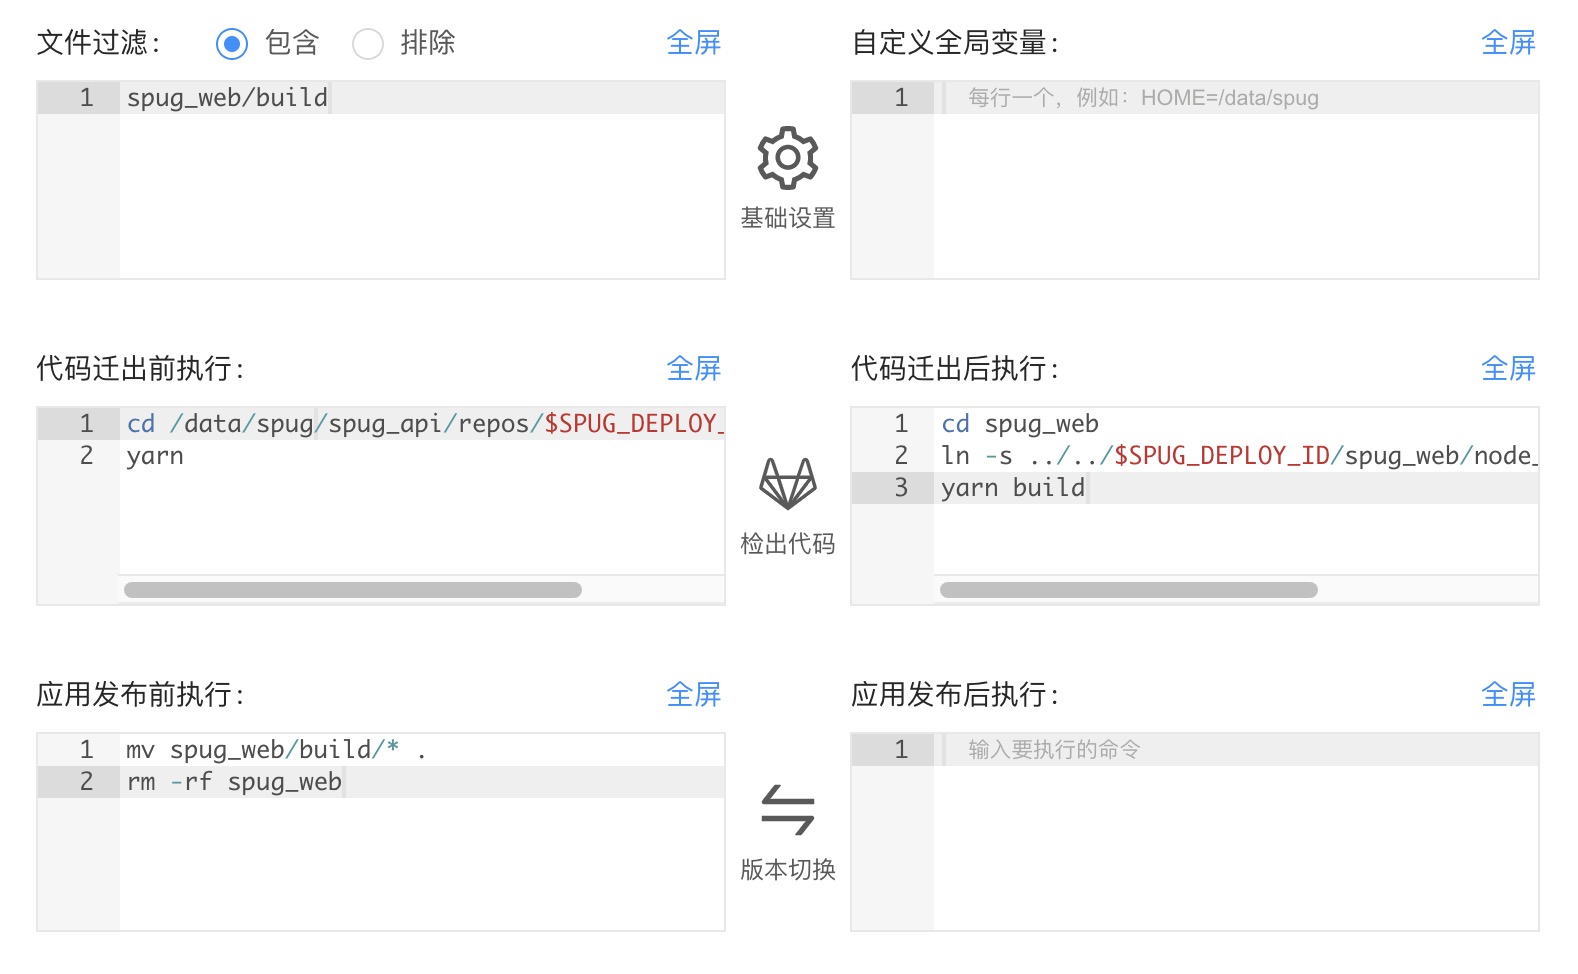 文件过滤： 包含 排除 全屏
1 spug_web/build
自定义全局变量： 全屏
1 每行一个，例如：HOME=/data/spug
基础设置
代码迁出前执行： 全屏
1 cd /data/spug/spug_api/repos/$SPUG_DEPLOY_
2 yarn
代码迁出后执行： 全屏
1 cd spug_web
2 ln -s ../../$SPUG_DEPLOY_ID/spug_web/node_
3 yarn build
检出代码
应用发布前执行： 全屏
1 mv spug_web/build/* .
2 rm -rf spug_web
应用发布后执行： 全屏
1 输入要执行的命令
版本切换